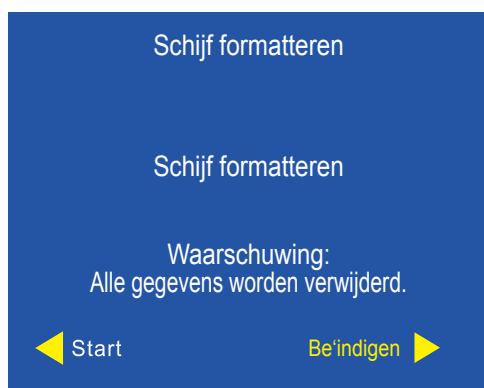 Schijf formatteren
Schijf formatteren
Waarschuwing:
Alle gegevens worden verwijderd.
Start Be‘indigen